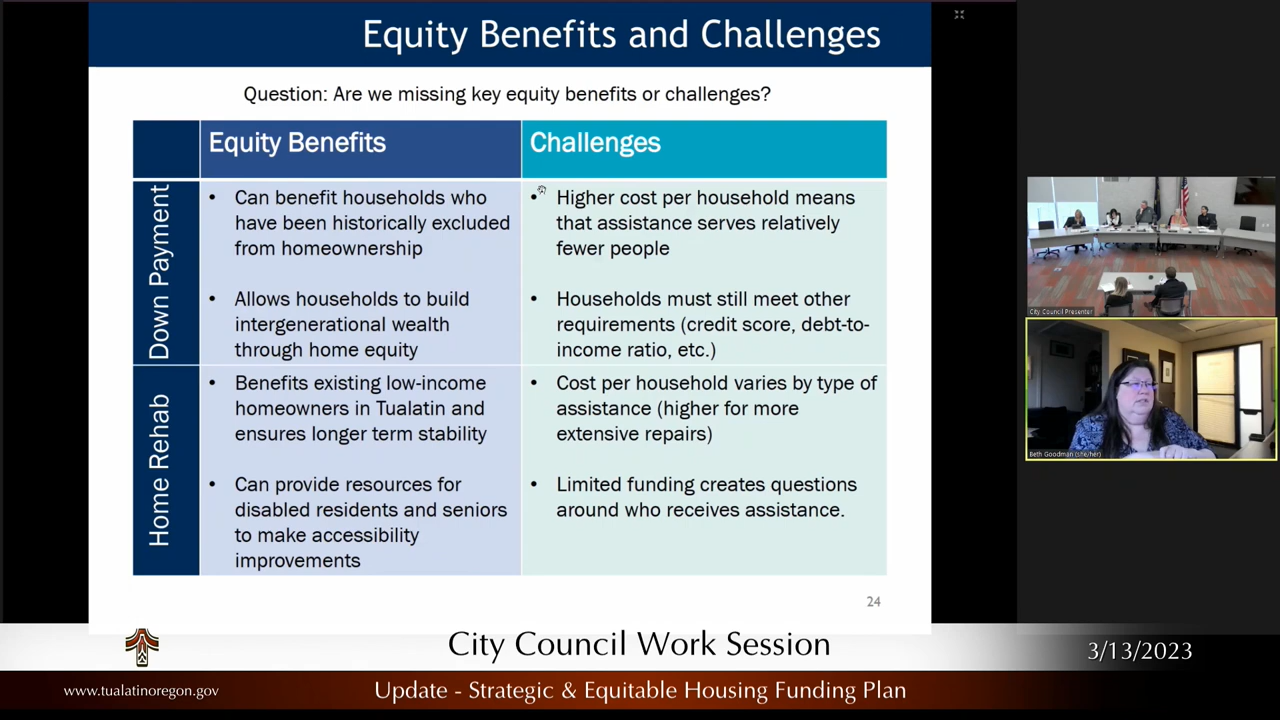 Equity Benefits and Challenges
Question: Are we missing key equity benefits or challenges?
Equity Benefits
Challenges
Down Payment
• Can benefit households who
have been historically excluded
from homeownership
• Allows households to build
intergenerational wealth
through home equity
• Higher cost per household means
that assistance serves relatively
fewer people
• Households must still meet other
requirements (credit score, debt-to-
income ratio, etc.)
Home Rehab
• Benefits existing low-income
homeowners in Tualatin and
ensures longer term stability
• Can provide resources for
disabled residents and seniors
to make accessibility
improvements
• Cost per household varies by type of
assistance (higher for more
extensive repairs)
• Limited funding creates questions
around who receives assistance.
24
City Council Presenter
Beth Goodman (she/her)
City Council Work Session
3/13/2023
www.tualatinoregon.gov
Update - Strategic & Equitable Housing Funding Plan